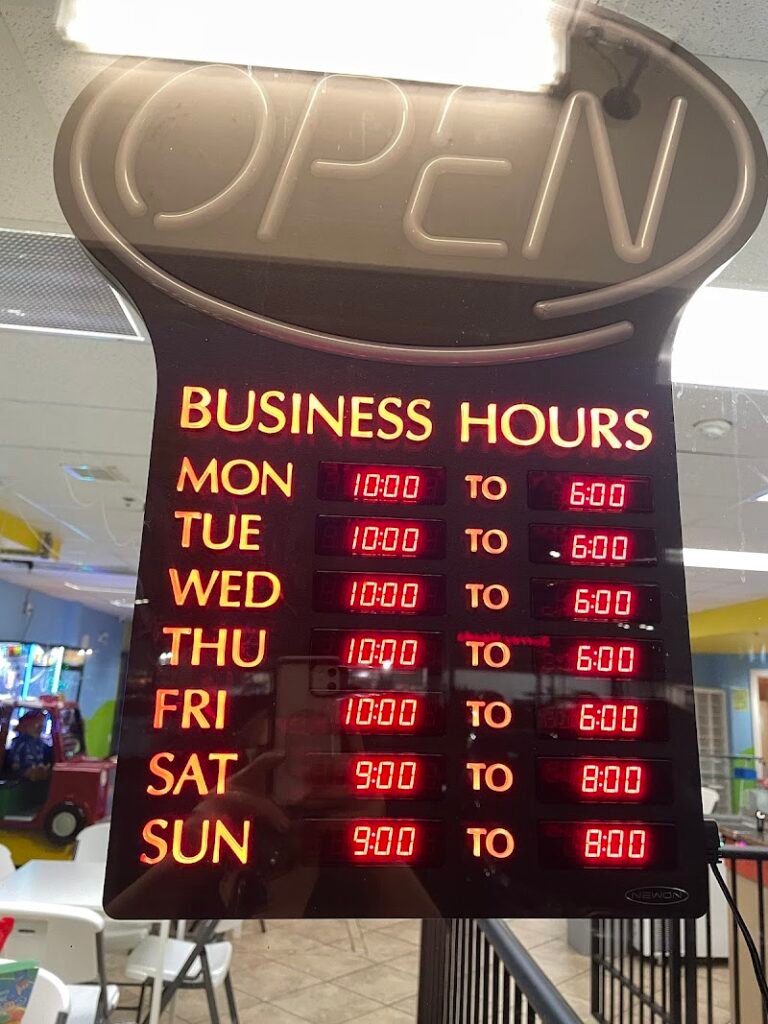 OPEN
BUSINESS HOURS
MON 10:00 TO 6:00
TUE 10:00 TO 6:00
WED 10:00 TO 6:00
THU 10:00 TO 6:00
FRI 10:00 TO 6:00
SAT 9:00 TO 8:00
SUN 9:00 TO 8:00
NEWON